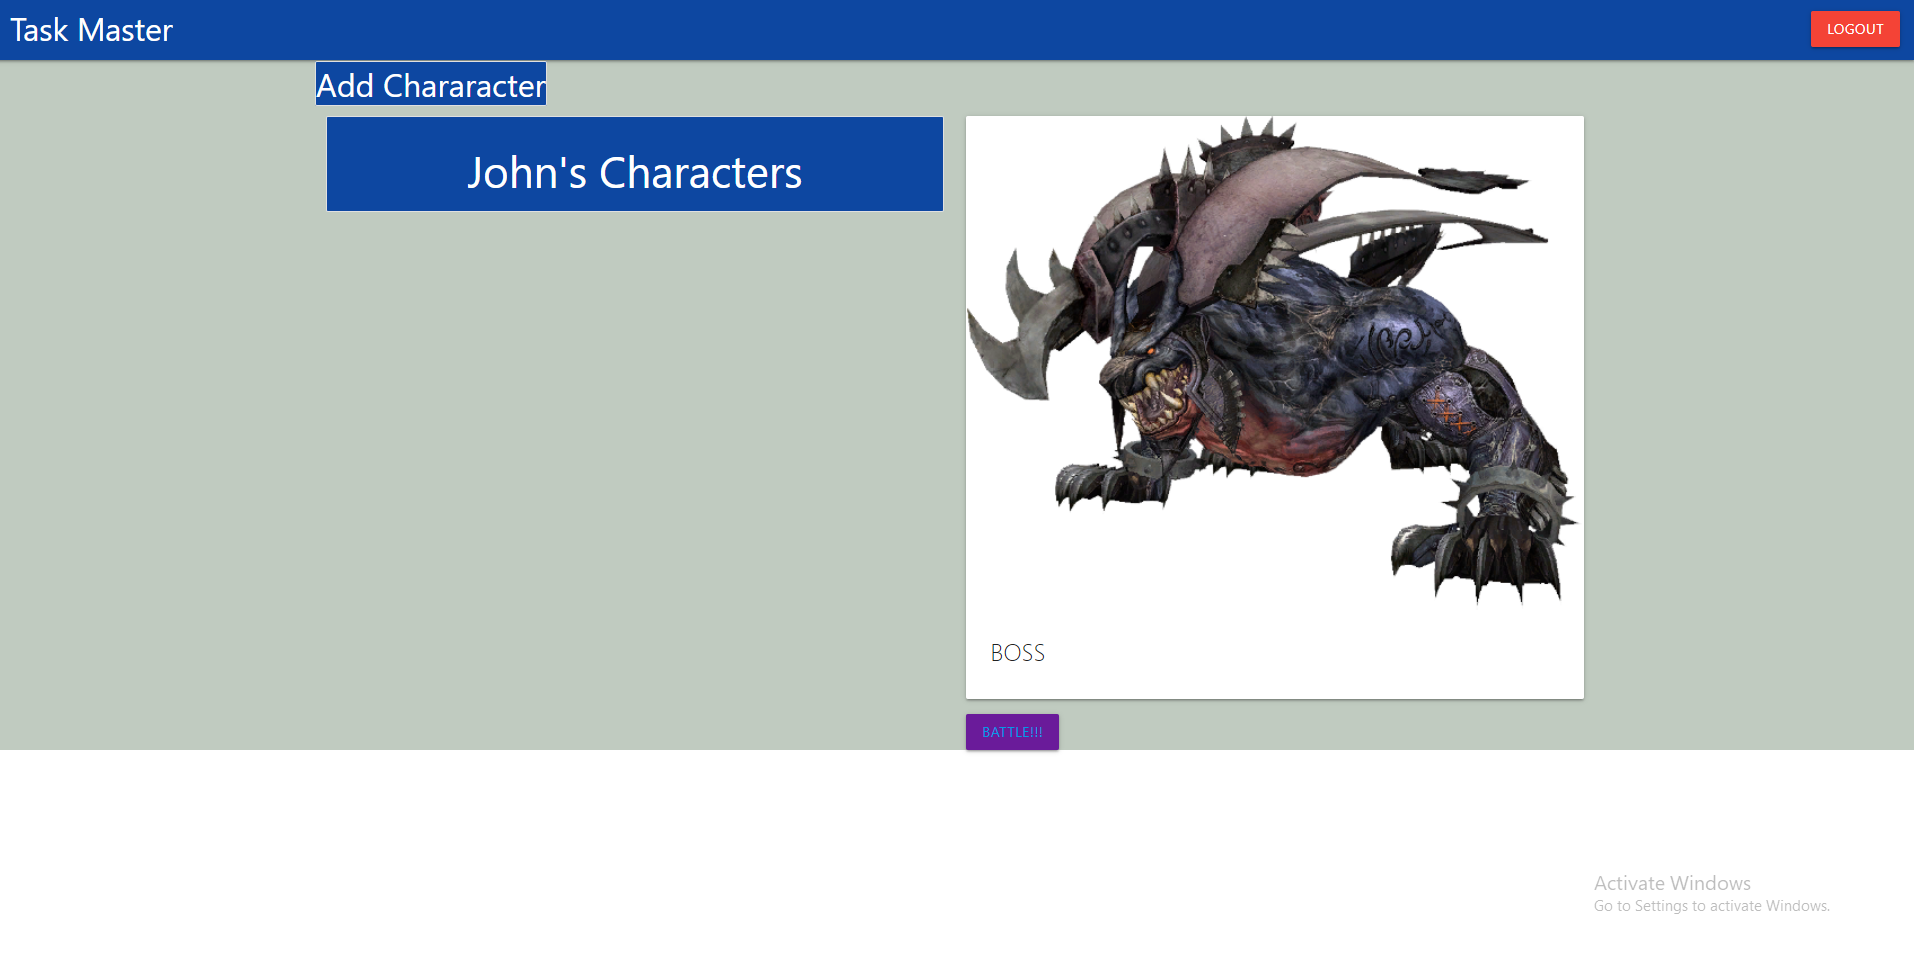 Task Master
LOGOUT
Add Chararacter
John's Characters
BOSS
BATTLE!!!
Activate Windows
Go to Settings to activate Windows.